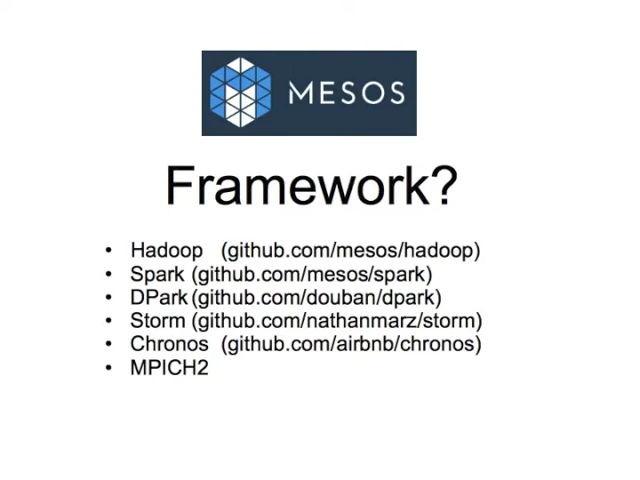 MESOS
Framework?
• Hadoop (github.com/mesos/hadoop)
• Spark (github.com/mesos/spark)
• DPark (github.com/douban/dpark)
• Storm (github.com/nathanmarz/storm)
• Chronos (github.com/airbnb/chronos)
• MPICH2